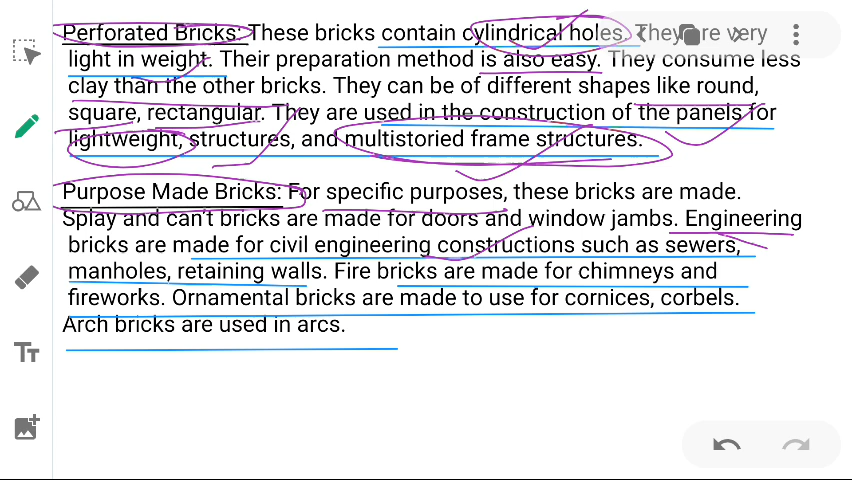 Perforated Bricks: These bricks contain cylindrical holes. They are very
light in weight. Their preparation method is also easy. They consume less
clay than the other bricks. They can be of different shapes like round,
square, rectangular. They are used in the construction of the panels for
lightweight, structures, and multistoried frame structures.
Purpose Made Bricks: For specific purposes, these bricks are made.
Splay and can't bricks are made for doors and window jambs. Engineering
bricks are made for civil engineering constructions such as sewers,
manholes, retaining walls. Fire bricks are made for chimneys and
fireworks. Ornamental bricks are made to use for cornices, corbels.
Arch bricks are used in arcs.
Tт